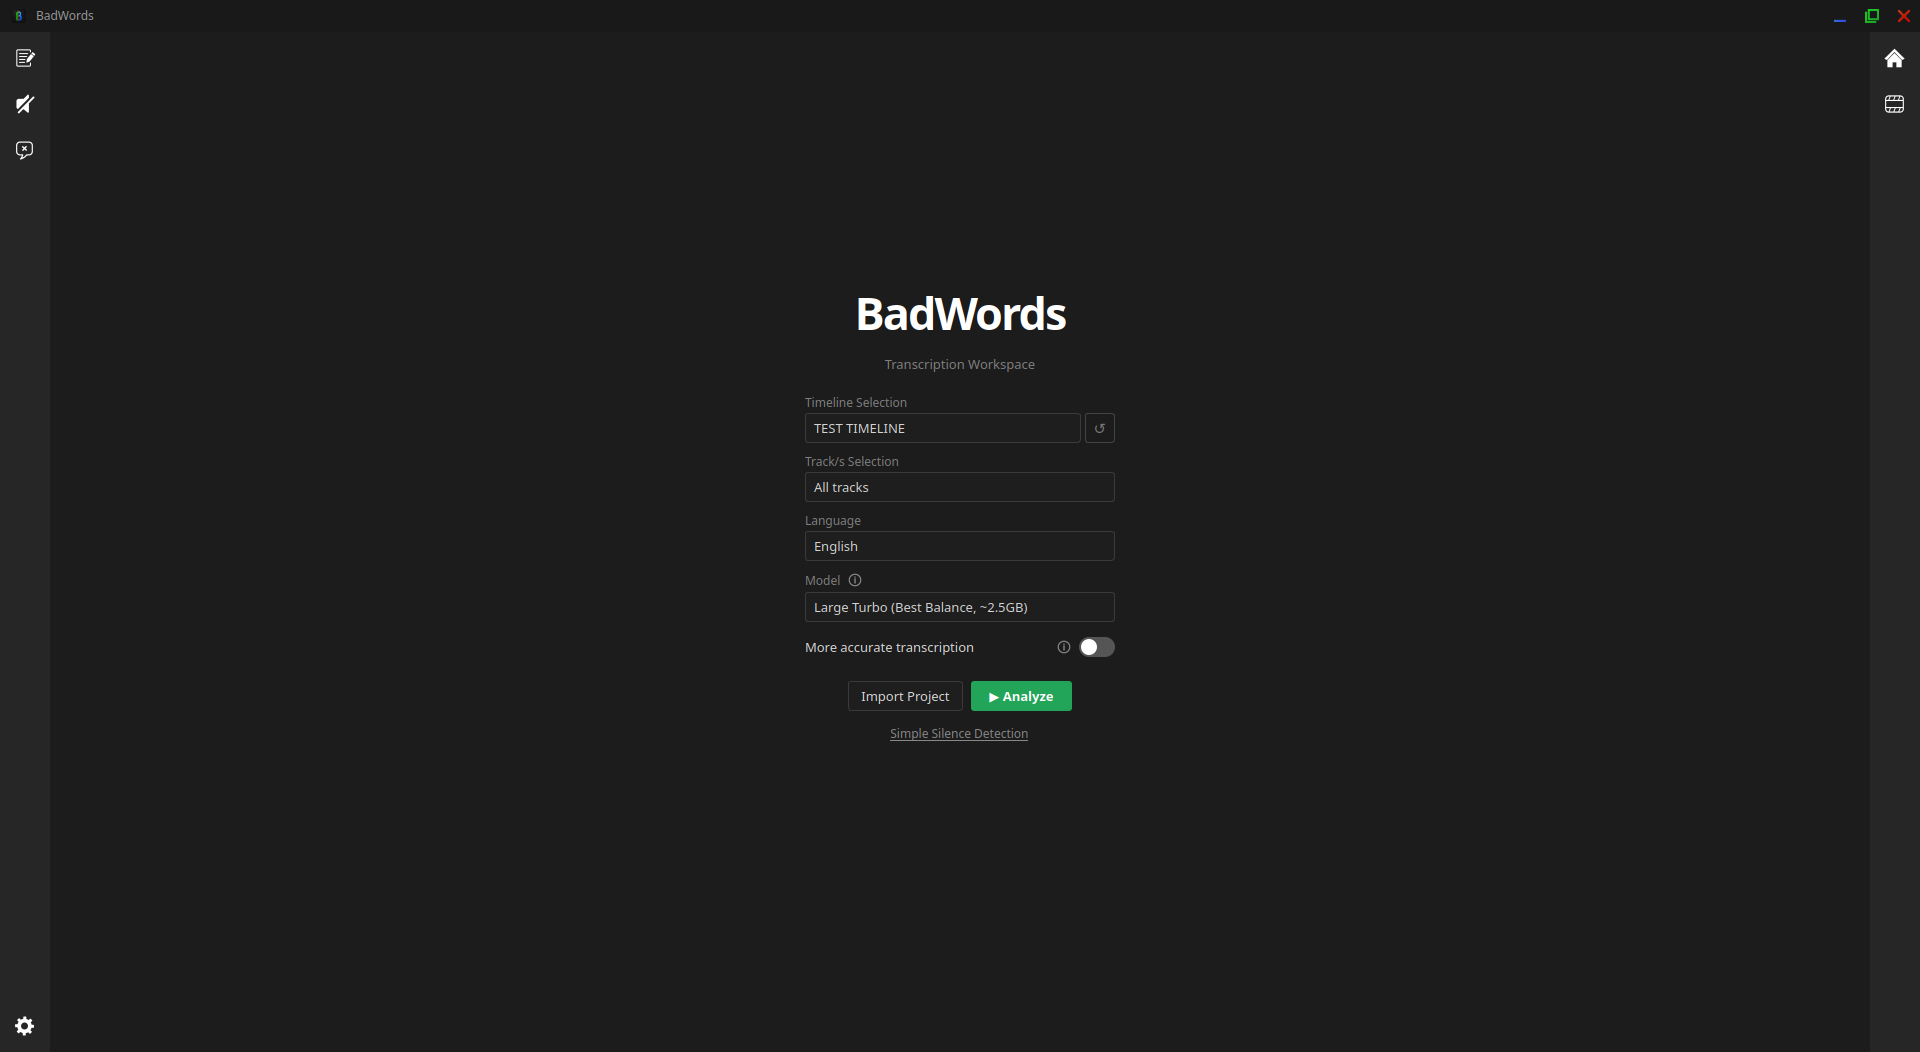 BadWords
BadWords
Transcription Workspace
Timeline Selection
TEST TIMELINE
Track/s Selection
All tracks
Language
English
Model
Large Turbo (Best Balance, ~2.5GB)
More accurate transcription
Import Project
▶ Analyze
Simple Silence Detection